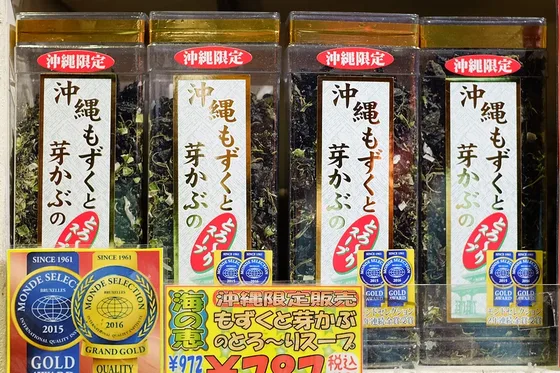 沖縄限定
沖縄もずくと
芽かぶの
とろ〜り
スープ
沖縄限定
沖縄もずくと
芽かぶの
とろ〜り
スープ
沖縄限定
沖縄もずくと
芽かぶの
とろ〜り
スープ
沖縄限定
沖縄もずくと
芽かぶの
とろ〜り
スープ
SINCE 1961
MONDE SELECTION
BRUXELLES
2015
GOLD
SINCE 1961
MONDE SELECTION
BRUXELLES
2016
GRAND GOLD
QUALITY
GOLD
AWARD
GOLD
AWARD
海の恵
沖縄限定販売
もずくと芽かぶ
のとろ〜りスープ
¥972
¥787
税込